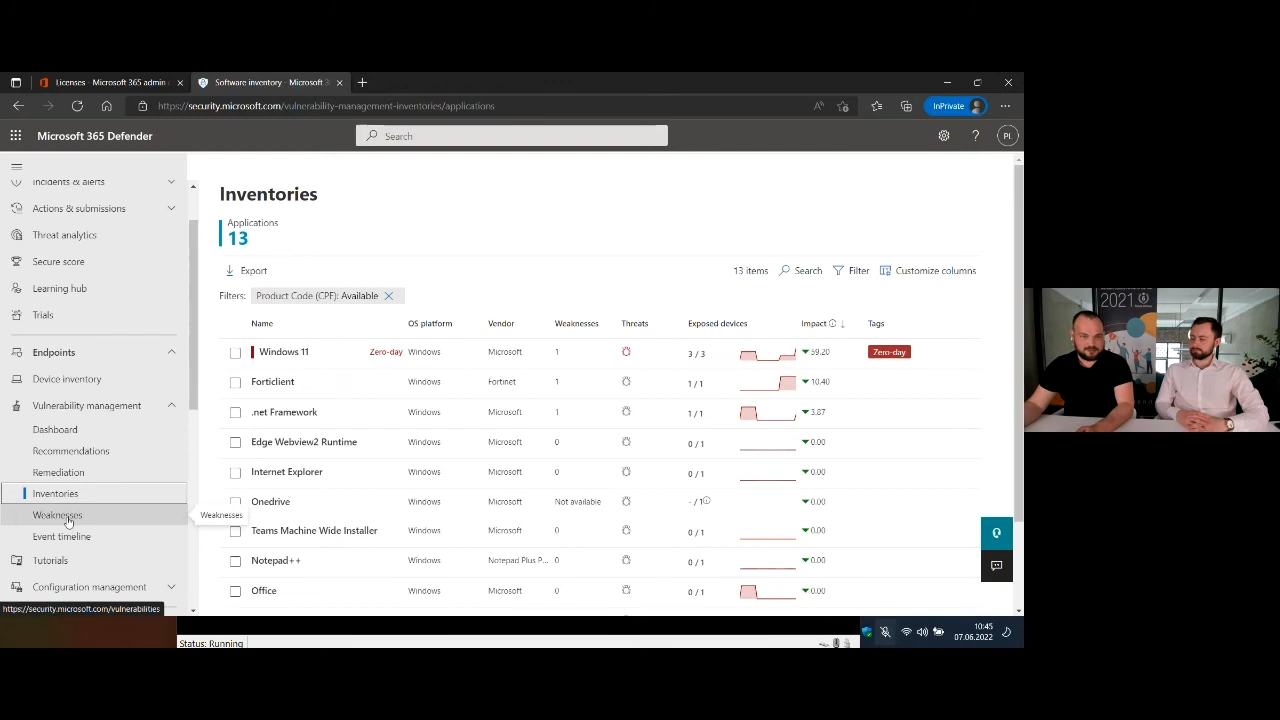 Licenses - Microsoft 365 admin
Software inventory - Microsoft 3
https://security.microsoft.com/vulnerability-management-inventories/applications
InPrivate
Microsoft 365 Defender
Search
PL
Incidents & alerts
Actions & submissions
Threat analytics
Secure score
Learning hub
Trials
Endpoints
Device inventory
Vulnerability management
Dashboard
Recommendations
Remediation
Inventories
Weaknesses
Weaknesses
Event timeline
Tutorials
Configuration management
https://security.microsoft.com/vulnerabilities
Inventories
Applications
13
Export
13 items Search Filter Customize columns
Filters: Product Code (CPE): Available
Name OS platform Vendor Weaknesses Threats Exposed devices Impact Tags
Windows 11 Zero-day Windows Microsoft 1 3 / 3 59.20 Zero-day
Forticlient Windows Fortinet 1 1 / 1 10.40
.net Framework Windows Microsoft 1 1 / 1 3.87
Edge Webview2 Runtime Windows Microsoft 0 0 / 1 0.00
Internet Explorer Windows Microsoft 0 0 / 1 0.00
Onedrive Windows Microsoft Not available - / 1 0.00
Teams Machine Wide Installer Windows Microsoft 0 0 / 1 0.00
Notepad++ Windows Notepad Plus P... 0 0 / 1 0.00
Office Windows Microsoft 0 0 / 1 0.00
Status: Running
10:45
07.06.2022
2021